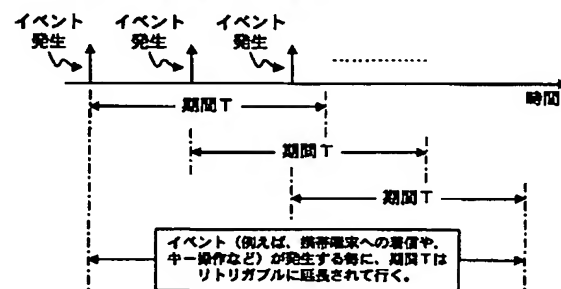 イベント
発生
イベント
発生
イベント
発生
時間
期間T
期間T
期間T
イベント（例えば、携帯端末への着信や、
キー操作など）が発生する毎に、期間Tは
リトリガブルに延長されて行く。